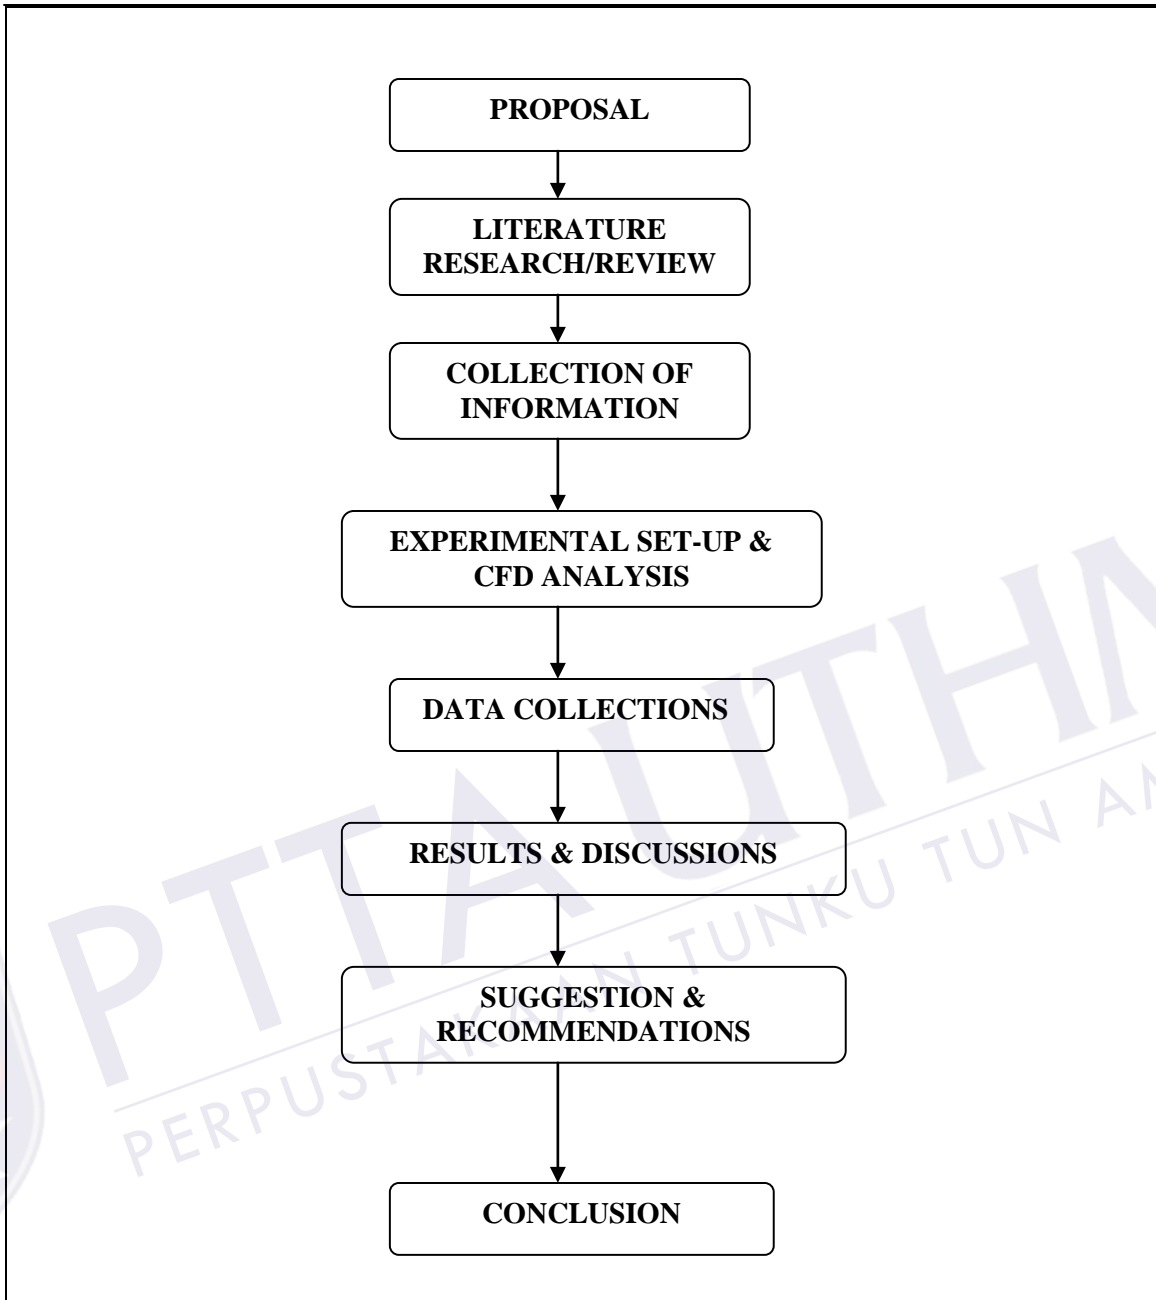 PROPOSAL
LITERATURE
RESEARCH/REVIEW
COLLECTION OF
INFORMATION
EXPERIMENTAL SET-UP &
CFD ANALYSIS
DATA COLLECTIONS
RESULTS & DISCUSSIONS
SUGGESTION &
RECOMMENDATIONS
CONCLUSION
PTTA UTHM
PERPUSTAKAAN TUNKU TUN